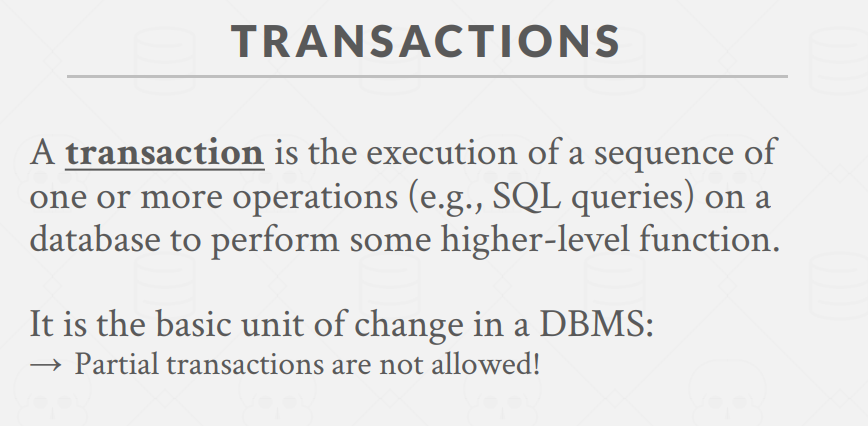 TRANSACTIONS
A transaction is the execution of a sequence of
one or more operations (e.g., SQL queries) on a
database to perform some higher-level function.
It is the basic unit of change in a DBMS:
→ Partial transactions are not allowed!